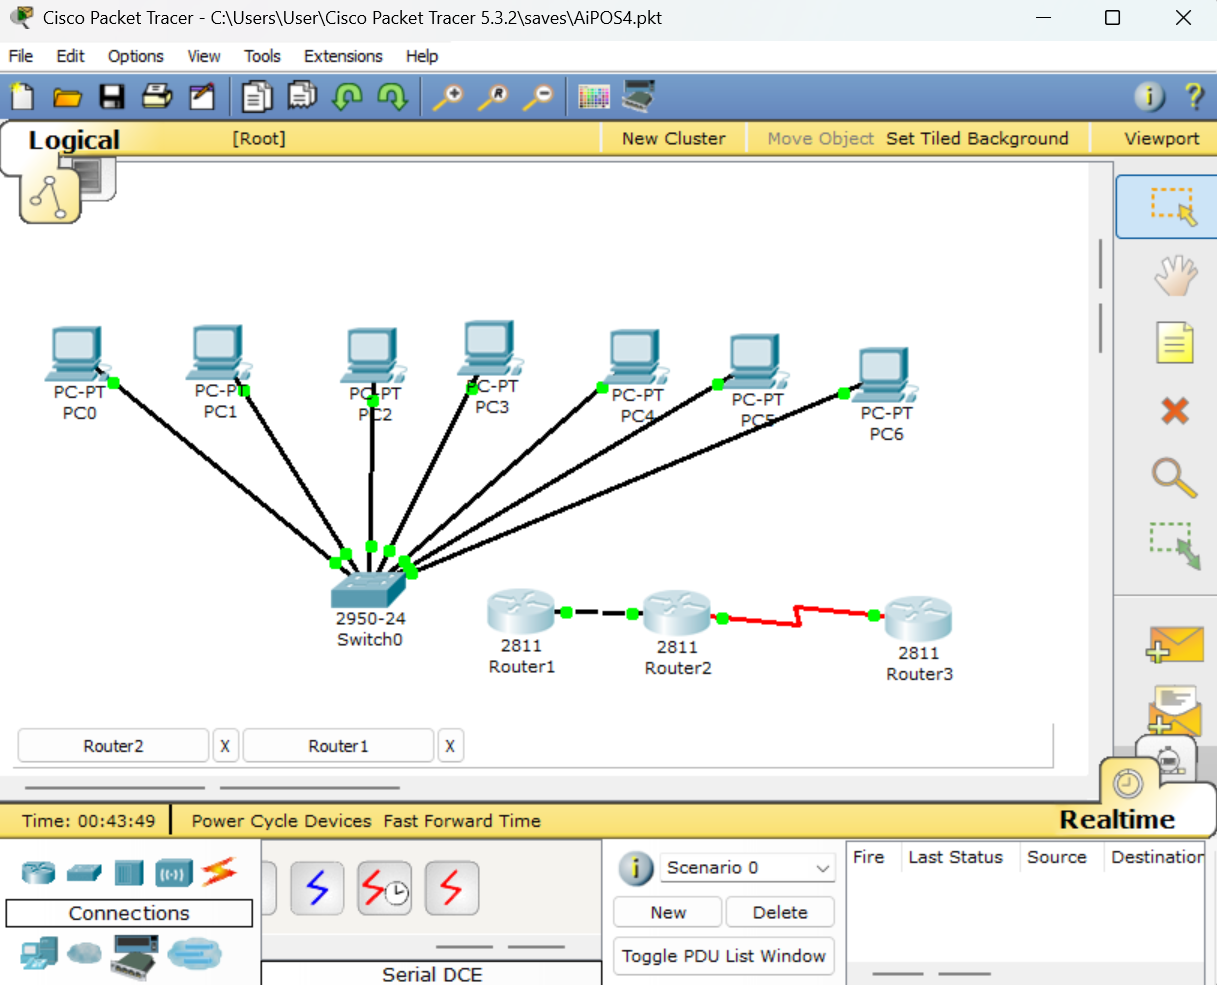 Cisco Packet Tracer - C:\Users\User\Cisco Packet Tracer 5.3.2\saves\AiPOS4.pkt
File Edit Options View Tools Extensions Help
Logical [Root] New Cluster Move Object Set Tiled Background Viewport
PC-PT
PC0
PC-PT
PC1
PC-PT
PC2
PC-PT
PC3
PC-PT
PC4
PC-PT
PC5
PC-PT
PC6
2950-24
Switch0
2811
Router1
2811
Router2
2811
Router3
Router2 X Router1 X
Time: 00:43:49 Power Cycle Devices Fast Forward Time Realtime
Connections
Serial DCE
Scenario 0
New Delete
Toggle PDU List Window
Fire Last Status Source Destination